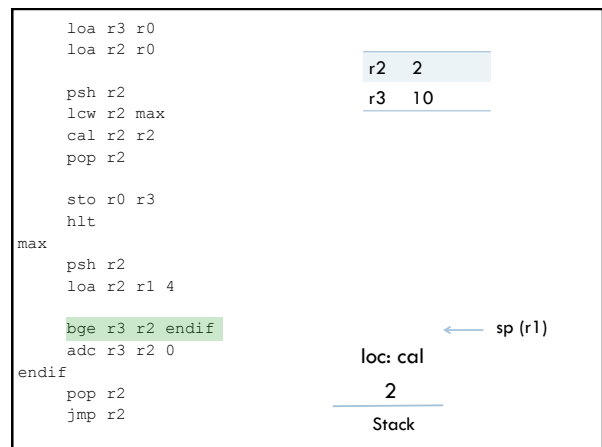 loa r3 r0
loa r2 r0
psh r2
lcw r2 max
cal r2 r2
pop r2
sto r0 r3
hlt
max
psh r2
loa r2 r1 4
bge r3 r2 endif
adc r3 r2 0
endif
pop r2
jmp r2
r2 2
r3 10
sp (r1)
loc: cal
2
Stack